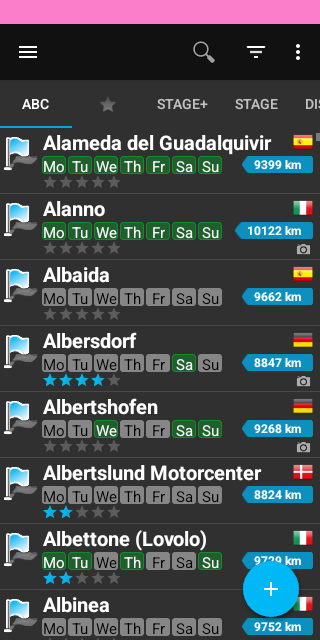 ABC STAGE+ STAGE DIS
Alameda del Guadalquivir
Mo Tu We Th Fr Sa Su 9399 km
Alanno
Mo Tu We Th Fr Sa Su 10122 km
Albaida
Mo Tu We Th Fr Sa Su 9662 km
Albersdorf
Mo Tu We Th Fr Sa Su 8847 km
Albertshofen
Mo Tu We Th Fr Sa Su 9268 km
Albertslund Motorcenter
Mo Tu We Th Fr Sa Su 8824 km
Albettone (Lovolo)
Mo Tu We Th Fr Sa Su 9729 km
Albinea
Mo Tu We Th Fr Sa Su 9752 km